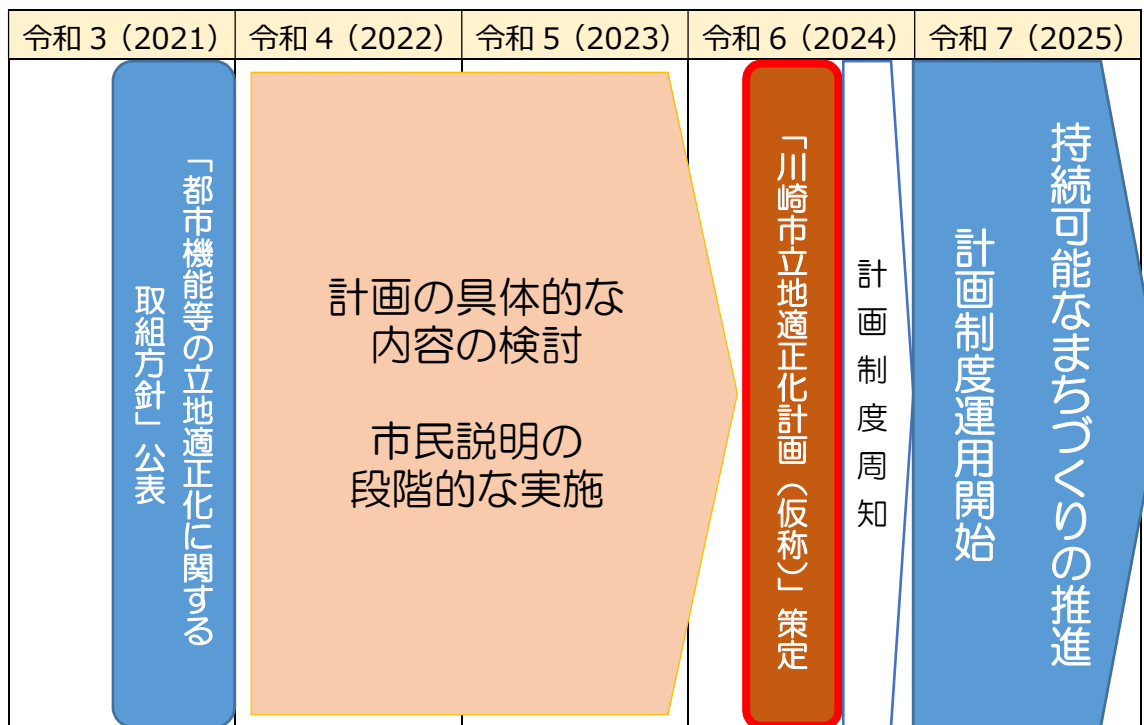 令和３（2021）
令和４（2022）
令和５（2023）
令和６（2024）
令和７（2025）
「都市機能等の立地適正化に関する
取組方針」公表
計画の具体的な
内容の検討
市民説明の
段階的な実施
「川崎市立地適正化計画（仮称）」策定
計画制度周知
持続可能なまちづくりの推進
計画制度運用開始